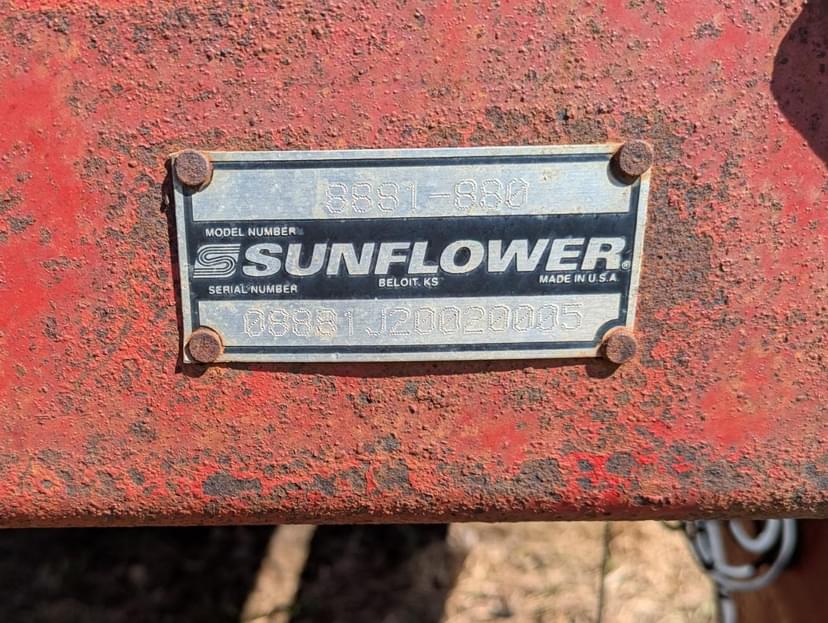 8881-880
MODEL NUMBER
SUNFLOWER®
SERIAL NUMBER BELOIT, KS MADE IN U.S.A.
08881J20020005